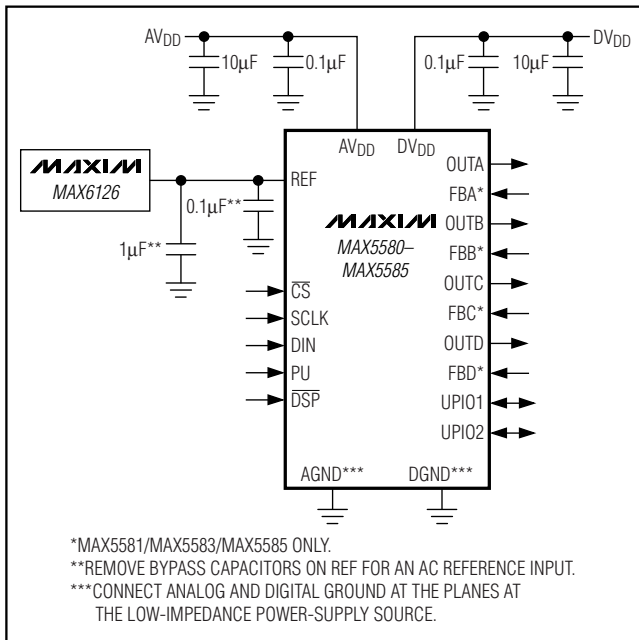 AVDD
10µF
0.1µF
0.1µF
10µF
DVDD
AVDD
DVDD
MAXIM
MAX6126
REF
0.1µF**
1µF**
MAXIM
MAX5580–
MAX5585
CS
SCLK
DIN
PU
DSP
OUTA
FBA*
OUTB
FBB*
OUTC
FBC*
OUTD
FBD*
UPIO1
UPIO2
AGND***
DGND***
*MAX5581/MAX5583/MAX5585 ONLY.
**REMOVE BYPASS CAPACITORS ON REF FOR AN AC REFERENCE INPUT.
***CONNECT ANALOG AND DIGITAL GROUND AT THE PLANES AT
THE LOW-IMPEDANCE POWER-SUPPLY SOURCE.